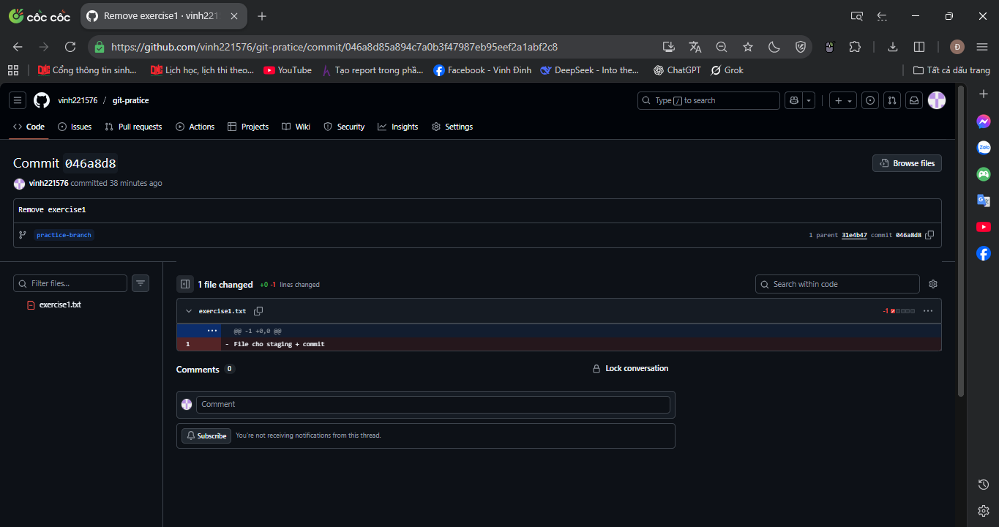 cốc cốc
Remove exercise1 · vinh221
https://github.com/vinh221576/git-pratice/commit/046a8d85a894c7a0b3f47987eb95eef2a1abf2c8
Đ
Cổng thông tin sinh...
Lịch học, lịch thi theo...
YouTube
Tạo report trong phầ...
Facebook - Vinh Đinh
DeepSeek - Into the...
ChatGPT
Grok
Tất cả dấu trang
vinh221576 / git-pratice
Type / to search
Code
Issues
Pull requests
Actions
Projects
Wiki
Security
Insights
Settings
Commit 046a8d8
Browse files
vinh221576 committed 38 minutes ago
Remove exercise1
practice-branch
1 parent 31e4b47 commit 046a8d8
Filter files...
exercise1.txt
1 file changed +0 -1 lines changed
Search within code
exercise1.txt
-1
@@ -1 +0,0 @@
1 - File cho staging + commit
Comments 0
Lock conversation
Comment
Subscribe
You're not receiving notifications from this thread.
Zalo